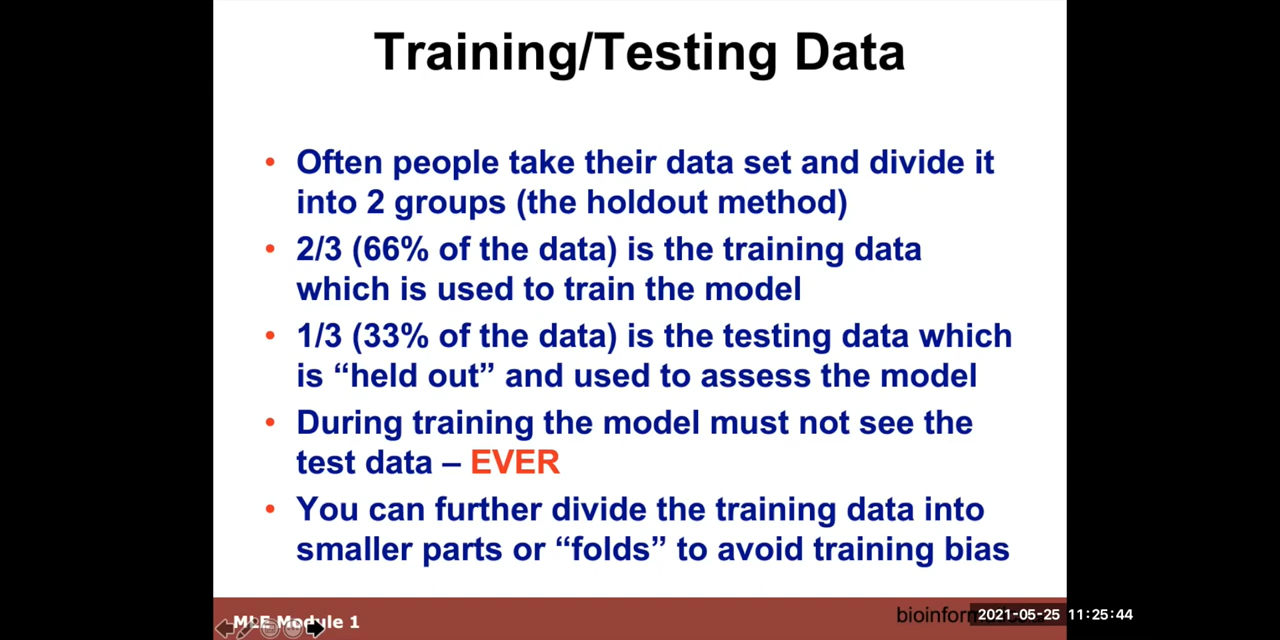 Training/Testing Data
• Often people take their data set and divide it
into 2 groups (the holdout method)
• 2/3 (66% of the data) is the training data
which is used to train the model
• 1/3 (33% of the data) is the testing data which
is “held out” and used to assess the model
• During training the model must not see the
test data – EVER
• You can further divide the training data into
smaller parts or “folds” to avoid training bias
MLE Module 1
2021-05-25 11:25:44